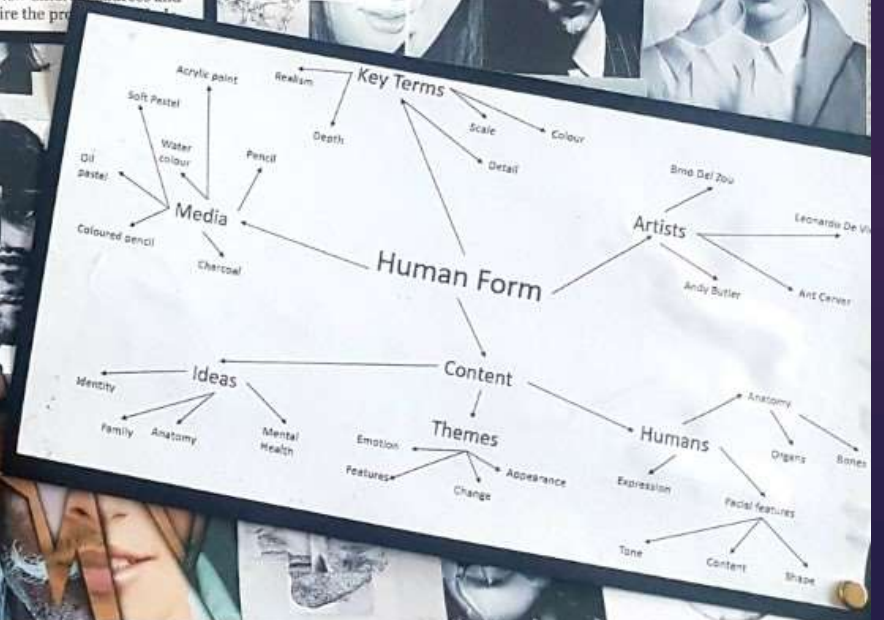 ire the pro
Key Terms
Realism
Depth
Scale
Colour
Detail
Acrylic paint
Soft Pastel
Water
colour
Pencil
Oil
pastel
Media
Coloured pencil
Charcoal
Human Form
Brno Del Zou
Artists
Leonardo De Vi
Andy Butler
Ant Carver
Content
Ideas
Identity
Family
Anatomy
Mental
Health
Themes
Emotion
Features
Change
Appearance
Humans
Anatomy
Organs
Bones
Expression
Facial features
Tone
Content
Shape